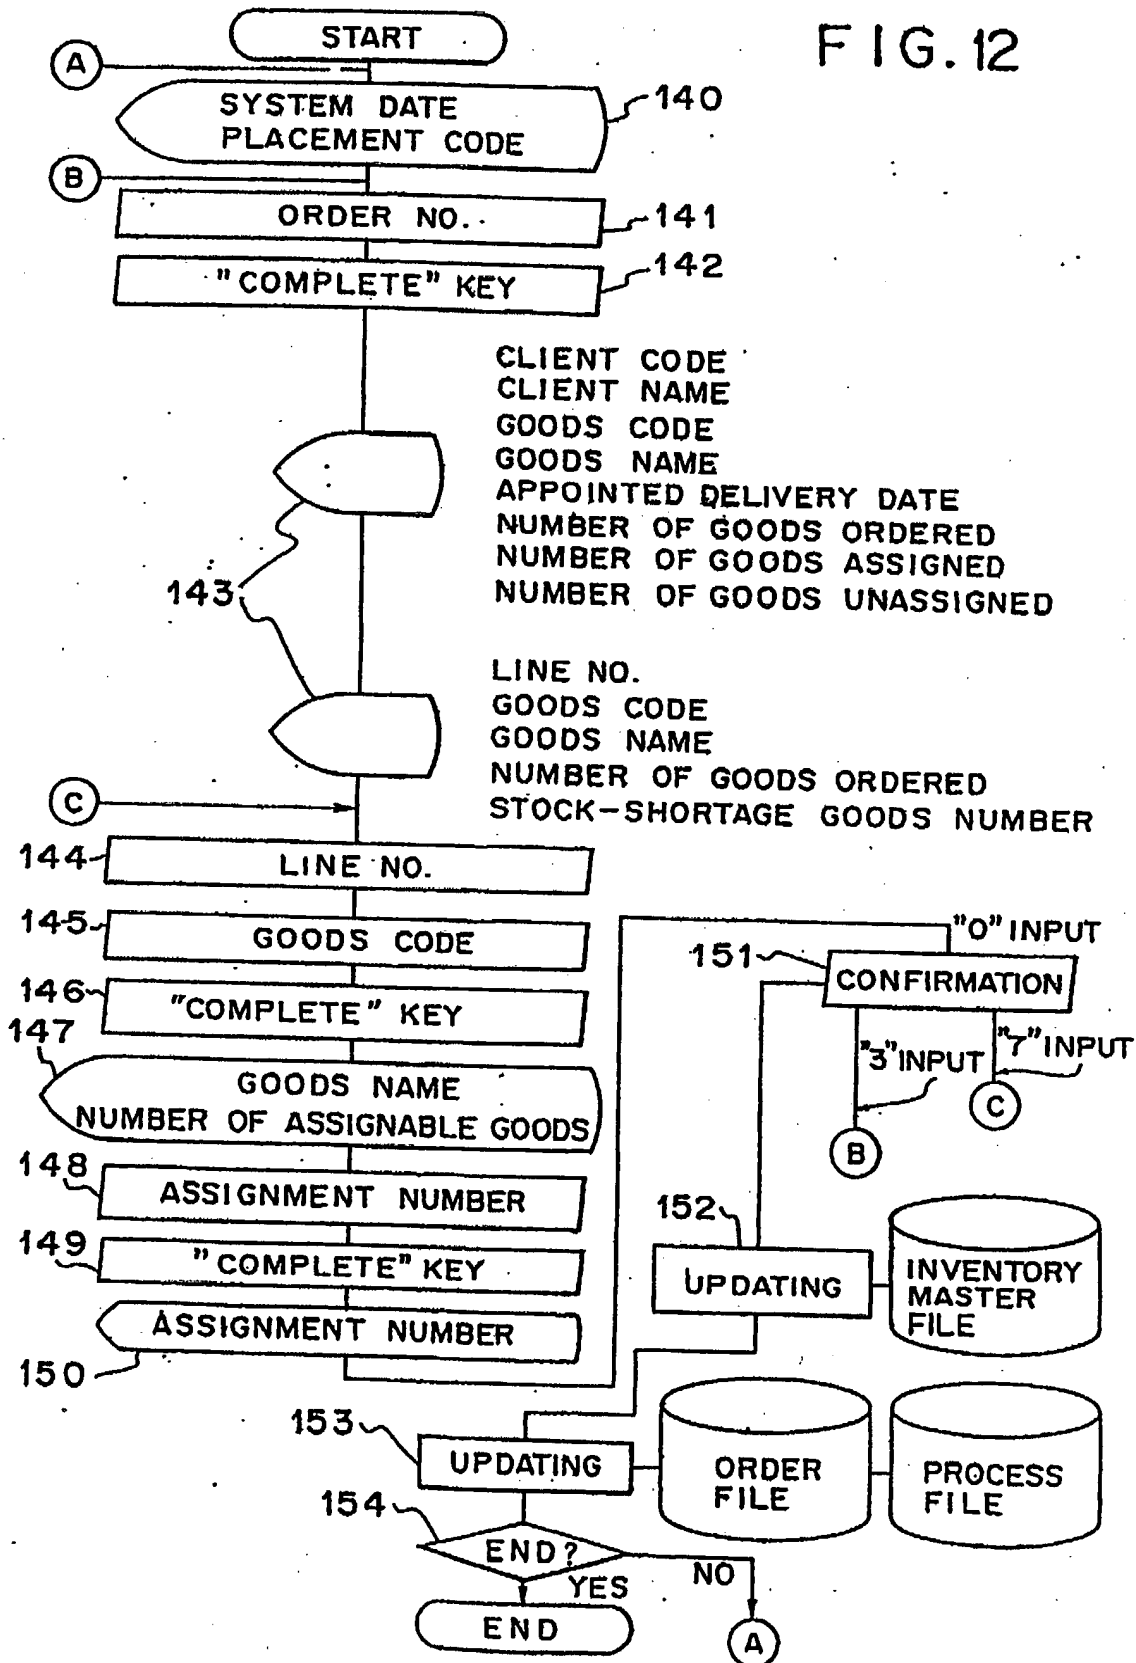 FIG.12
START
A
SYSTEM DATE
PLACEMENT CODE
140
B
ORDER NO.
141
"COMPLETE" KEY
142
CLIENT CODE
CLIENT NAME
GOODS CODE
GOODS NAME
APPOINTED DELIVERY DATE
NUMBER OF GOODS ORDERED
NUMBER OF GOODS ASSIGNED
NUMBER OF GOODS UNASSIGNED
143
LINE NO.
GOODS CODE
GOODS NAME
NUMBER OF GOODS ORDERED
STOCK-SHORTAGE GOODS NUMBER
C
144
LINE NO.
145
GOODS CODE
146
"COMPLETE" KEY
147
GOODS NAME
NUMBER OF ASSIGNABLE GOODS
148
ASSIGNMENT NUMBER
149
"COMPLETE" KEY
ASSIGNMENT NUMBER
150
"0" INPUT
151
CONFIRMATION
"3" INPUT
"7" INPUT
C
B
152
UPDATING
INVENTORY
MASTER
FILE
153
UPDATING
ORDER
FILE
PROCESS
FILE
154
END?
YES
NO
END
A